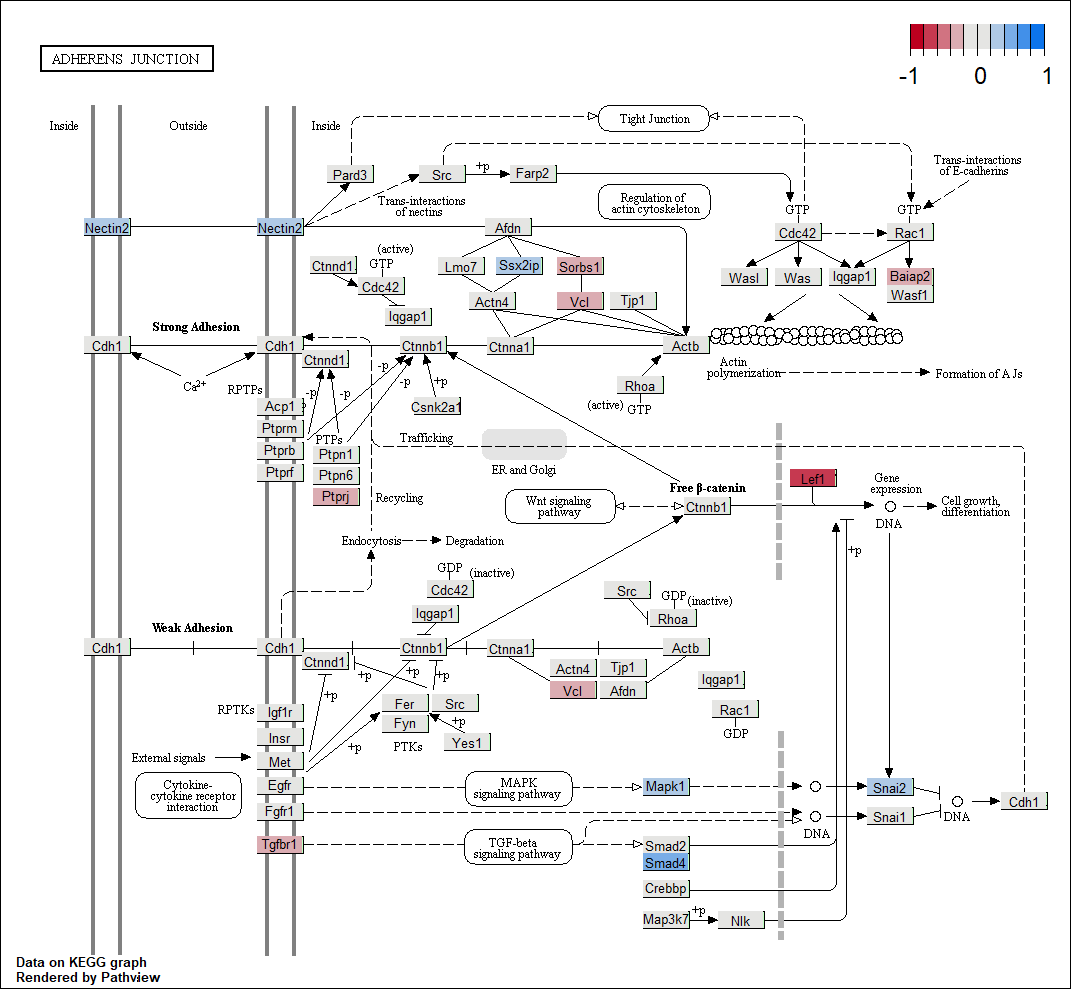 ADHERENS JUNCTION
-1 0 1
Inside
Outside
Inside
Tight Junction
Pard3
Src
+p
Farp2
Trans-interactions
of E-cadherins
Trans-interactions
of nectins
Regulation of
actin cytoskeleton
GTP
GTP
Nectin2
Nectin2
Afdn
Cdc42
Rac1
(active)
GTP
Ctnnd1
Cdc42
Iqgap1
Lmo7
Ssx2ip
Sorbs1
Actn4
Vcl
Tjp1
Wasl
Was
Iqgap1
Baiap2
Wasf1
Strong Adhesion
Cdh1
Cdh1
Ctnnd1
Ctnnb1
Ctnna1
Actb
Actin
polymerization
Formation of AJs
Ca2+
RPTPs
-p
-p
-p
-p
+p
Rhoa
(active)
GTP
Acp1
Csnk2a1
Ptprm
Ptprb
Ptprf
PTPs
Ptpn1
Ptpn6
Ptprj
Trafficking
ER and Golgi
Recycling
Wnt signaling
pathway
Free β-catenin
Ctnnb1
Lef1
Gene
expression
DNA
Cell growth,
differentiation
+p
Endocytosis
Degradation
GDP
(inactive)
Cdc42
Iqgap1
Src
GDP
(inactive)
Rhoa
Weak Adhesion
Cdh1
Cdh1
Ctnnd1
Ctnnb1
Ctnna1
Actb
Actn4
Tjp1
Vcl
Afdn
Iqgap1
Rac1
GDP
+p
+p
+p
+p
+p
+p
Fer
Src
Fyn
PTKs
Yes1
RPTKs
Igf1r
Insr
Met
Egfr
Fgfr1
Tgfbr1
External signals
Cytokine-
cytokine receptor
interaction
MAPK
signaling pathway
Mapk1
Snai2
Snai1
DNA
DNA
Cdh1
TGF-beta
signaling pathway
Smad2
Smad4
Crebbp
Map3k7
+p
Nlk
Data on KEGG graph
Rendered by Pathview